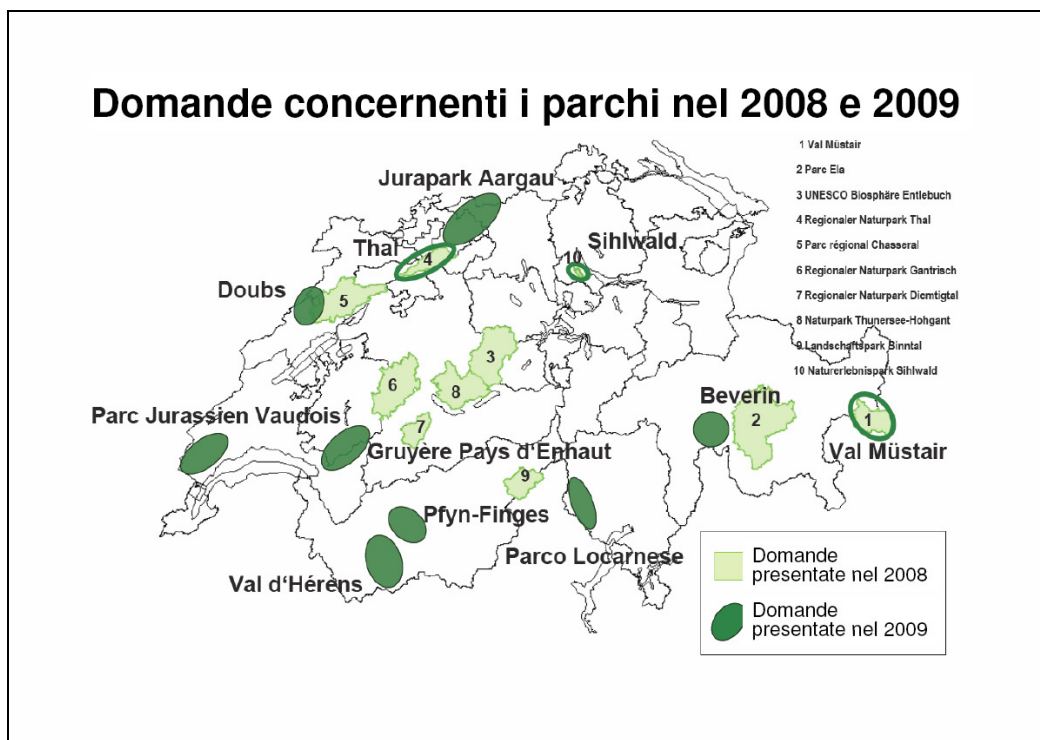 Domande concernenti i parchi nel 2008 e 2009
1 Val Müstair
2 Parc Ela
3 UNESCO Biosphäre Entlebuch
4 Regionaler Naturpark Thal
5 Parc régional Chasseral
6 Regionaler Naturpark Gantrisch
7 Regionaler Naturpark Diemtigtal
8 Naturpark Thunersee-Hohgant
9 Landschaftspark Binntal
10 Naturerlebnispark Sihlwald
Jurapark Aargau
Thal
4
Sihlwald
10
Doubs
5
3
6
8
7
Parc Jurassien Vaudois
Gruyère Pays d'Enhaut
Beverin
2
1
Val Müstair
9
Pfyn-Finges
Parco Locarnese
Val d'Hérens
Domande
presentate nel 2008
Domande
presentate nel 2009